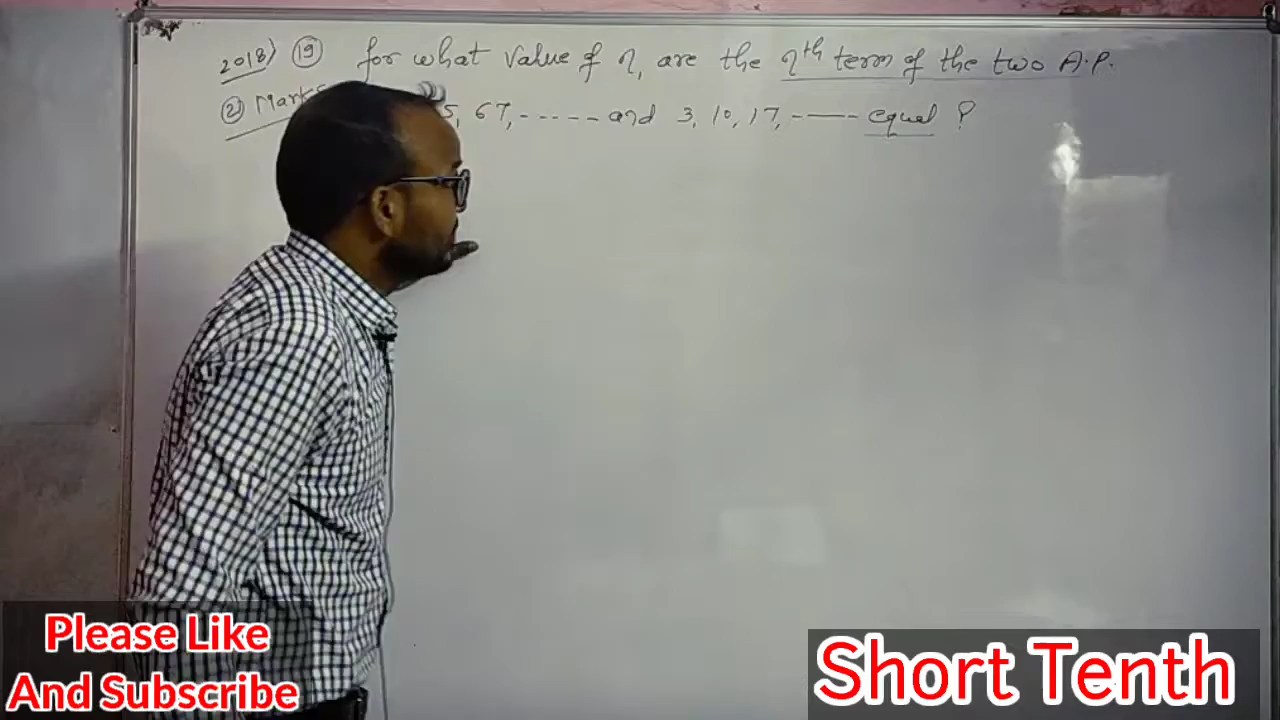 2018) ⑲ for what value of n, are the nth term of the two A.P.
② Marks 5, 67, ----- and 3, 10, 17, ---- equal ?
Please Like
And Subscribe
Short Tenth